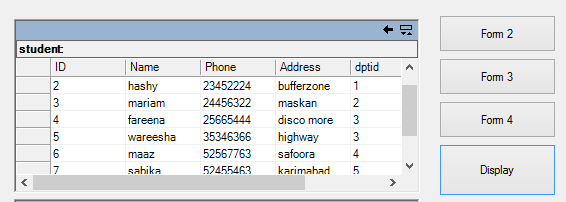 student:
ID Name Phone Address dptid
2 hashy 23452224 bufferzone 1
3 mariam 24456322 maskan 2
4 fareena 25665444 disco more 3
5 wareesha 35346366 highway 3
6 maaz 52567763 safoora 4
7 sabika 52455463 karimabad 5
Form 2
Form 3
Form 4
Display